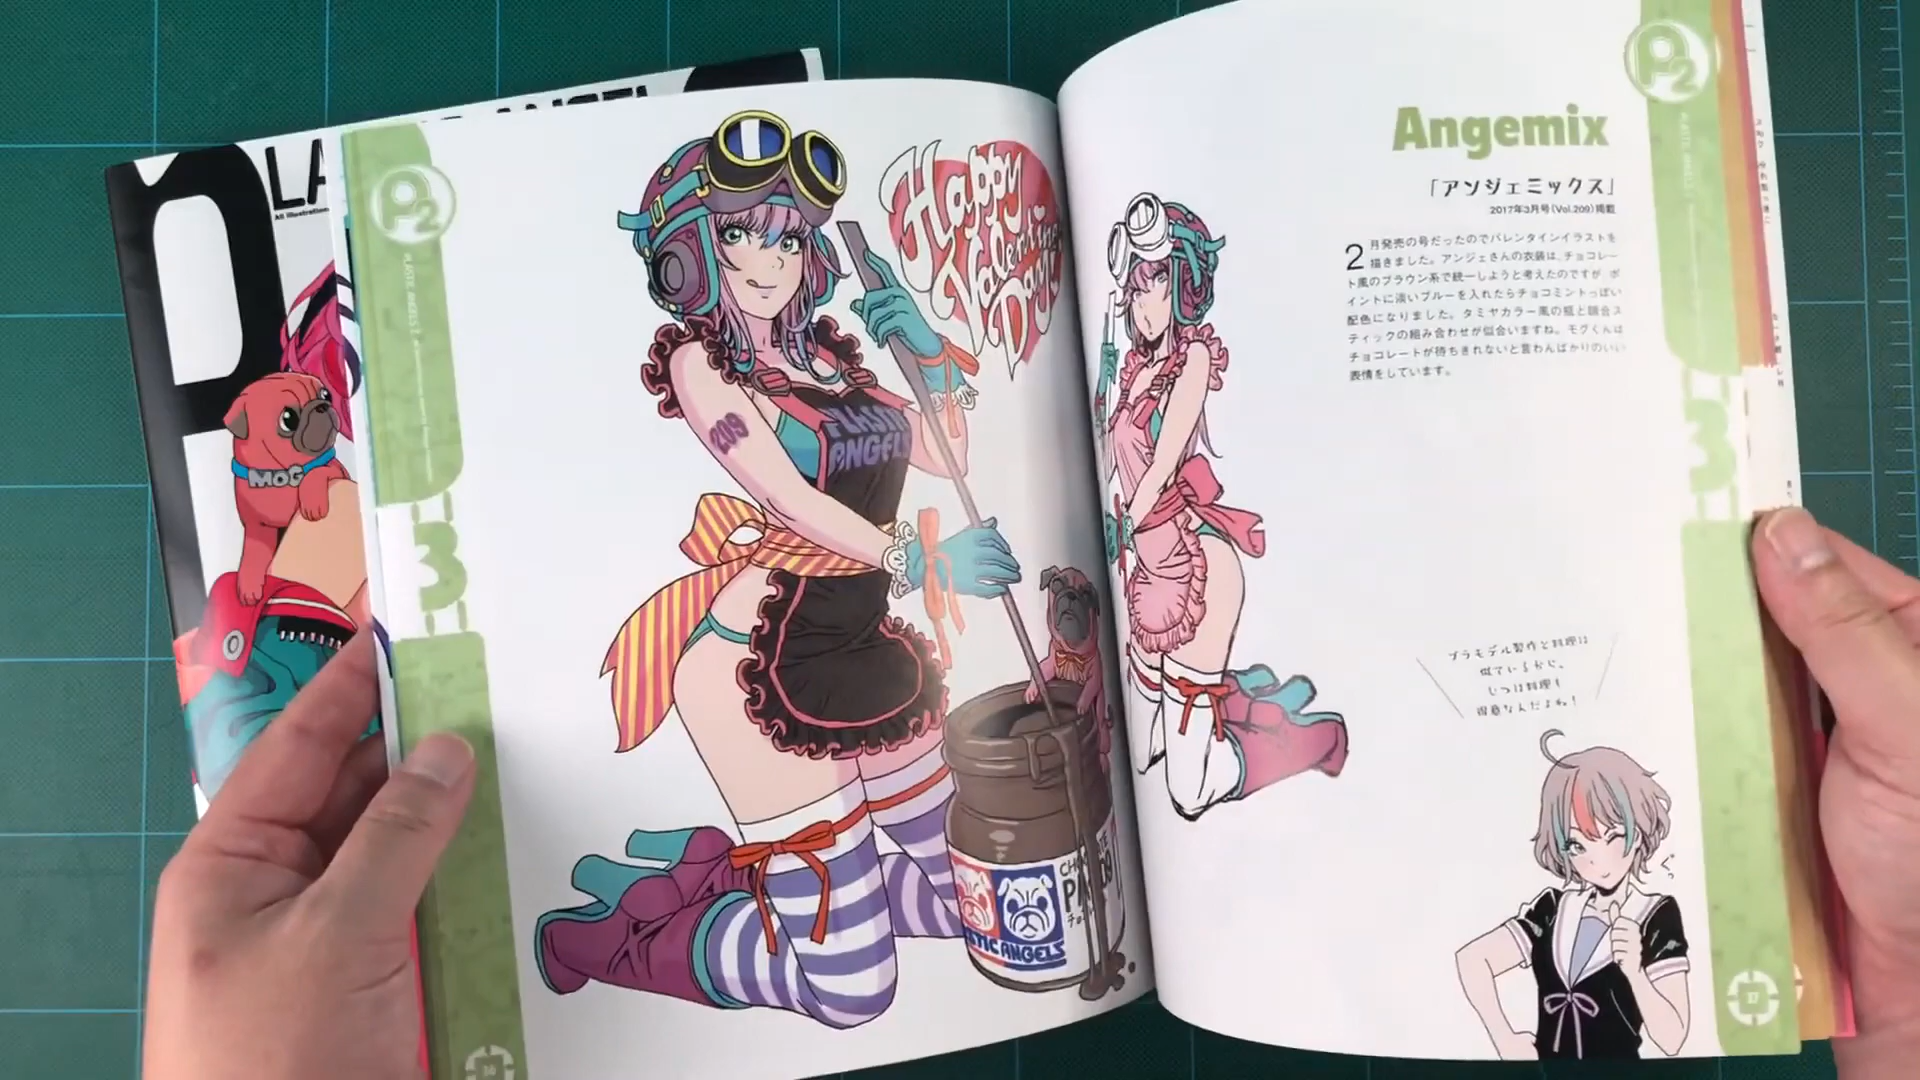 MOG
P2
3
Happy
Valentine
Day
209
ANGELS
PLASTIC ANGELS
36
P2
Angemix
「アンジェミックス」
2017年3月号(Vol.209)掲載
2月発売の号だったのでバレンタインイラストを
描きました。アンジェさんの衣装は、チョコレー
ト風のブラウン系で統一しようと考えたのですが、ポ
イントに淡いブルーを入れたらチョコミントっぽい
配色になりました。タミヤカラー風の瓶と調合ス
ティックの組み合わせが似合いますね。モグくんは
チョコレートが待ちきれないと言わんばかりのいい
表情をしています。
3
プラモデル製作と料理は
似ているかに、
じつは料理も
得意なんだよね!
37